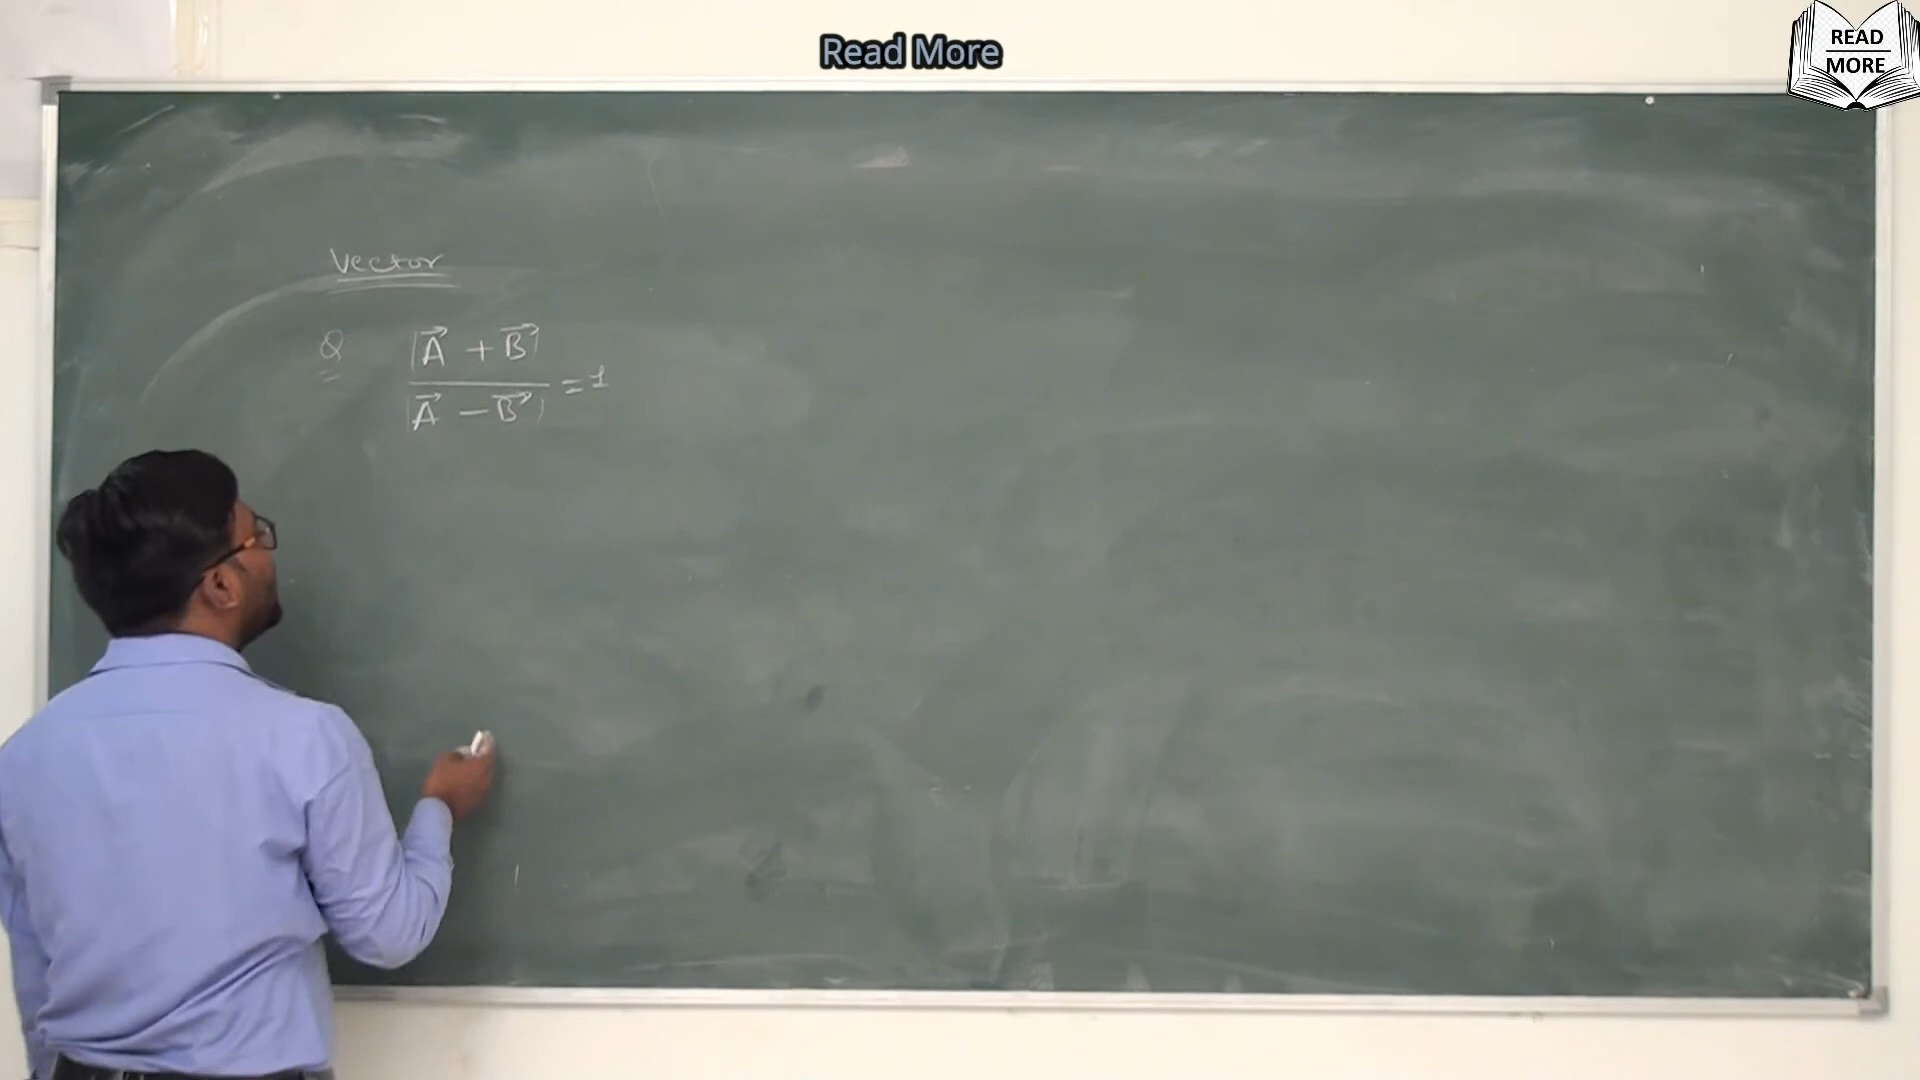 Read More
READ
MORE
Vector
Q |A⃗ + B⃗|
|A⃗ − B⃗| = 1